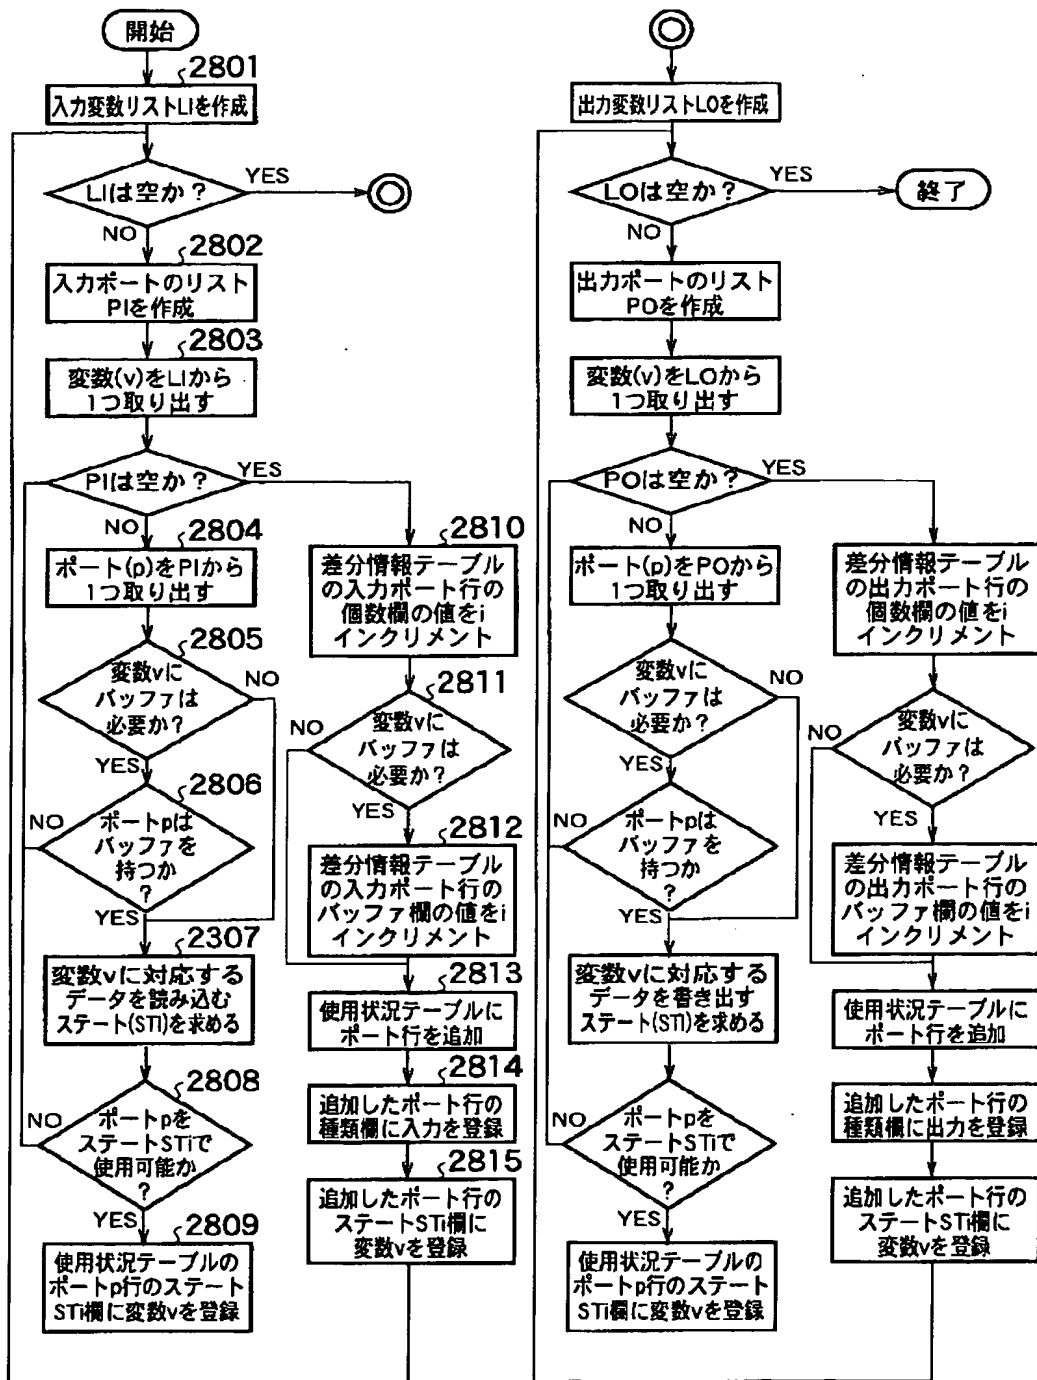 開始
2801
入力変数リストLIを作成
LIは空か？
YES
NO
2802
入力ポートのリスト
PIを作成
2803
変数(v)をLIから
1つ取り出す
PIは空か？
YES
NO
2804
ポート(p)をPIから
1つ取り出す
2805
変数vに
バッファは
必要か？
NO
YES
2806
ポートpは
バッファを
持つか
？
NO
YES
2307
変数vに対応する
データを読み込む
ステート(STi)を求める
2808
ポートpを
ステートSTiで
使用可能か
？
NO
YES
2809
使用状況テーブルの
ポートp行のステート
STi欄に変数vを登録
2810
差分情報テーブル
の入力ポート行の
個数欄の値をi
インクリメント
2811
変数vに
バッファは
必要か？
NO
YES
2812
差分情報テーブル
の入力ポート行の
バッファ欄の値をi
インクリメント
2813
使用状況テーブルに
ポート行を追加
2814
追加したポート行の
種類欄に入力を登録
2815
追加したポート行の
ステートSTi欄に
変数vを登録
出力変数リストLOを作成
LOは空か？
YES
終了
NO
出力ポートのリスト
POを作成
変数(v)をLOから
1つ取り出す
POは空か？
YES
NO
ポート(p)をPOから
1つ取り出す
変数vに
バッファは
必要か？
NO
YES
ポートpは
バッファを
持つか
？
NO
YES
変数vに対応する
データを書き出す
ステート(STi)を求める
ポートpを
ステートSTiで
使用可能か
？
NO
YES
使用状況テーブルの
ポートp行のステート
STi欄に変数vを登録
差分情報テーブル
の出力ポート行の
個数欄の値をi
インクリメント
変数vに
バッファは
必要か？
NO
YES
差分情報テーブル
の出力ポート行の
バッファ欄の値をi
インクリメント
使用状況テーブルに
ポート行を追加
追加したポート行の
種類欄に出力を登録
追加したポート行の
ステートSTi欄に
変数vを登録